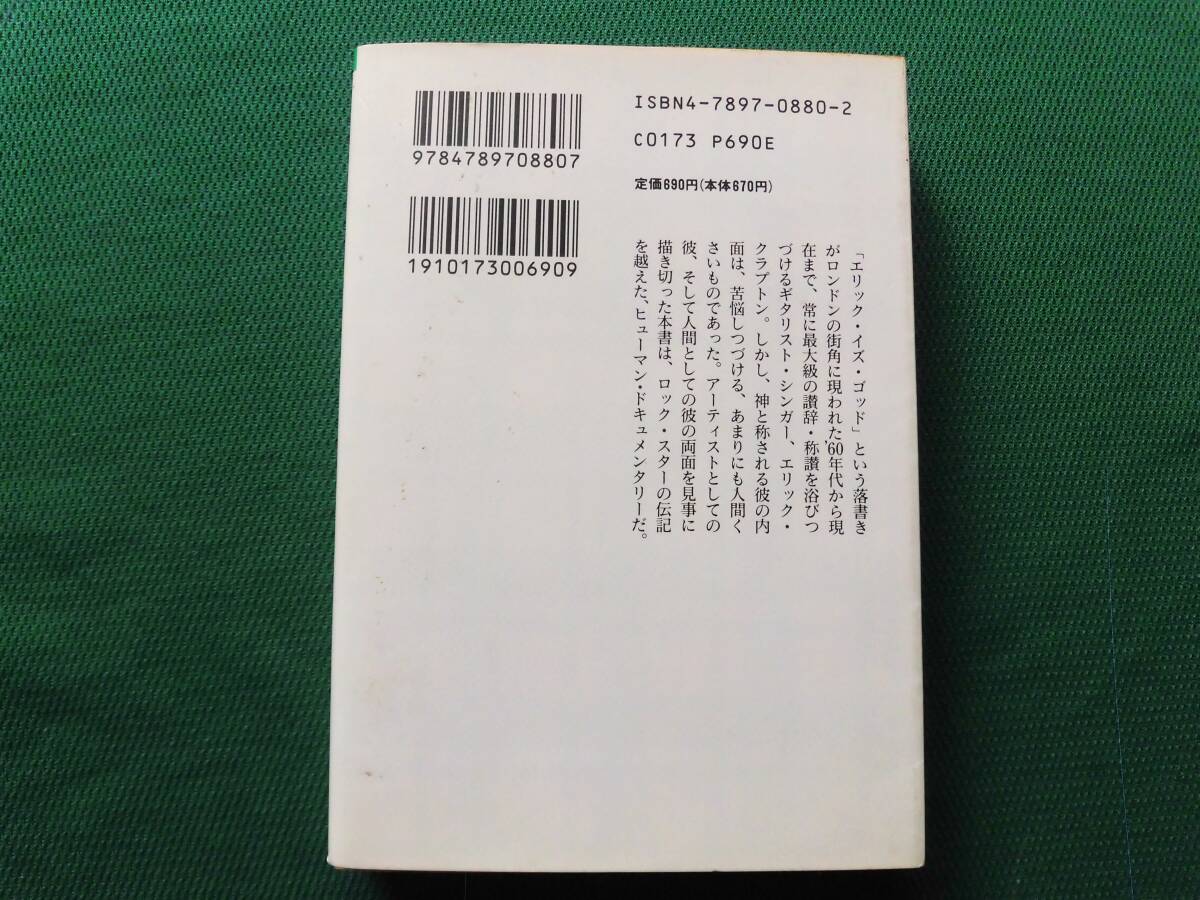 ISBN4-7897-0880-2
C0173 P690E
定価690円(本体670円)
9784789708807
1910173006909
「エリック・イズ・ゴッド」という落書き
がロンドンの街角に現われた'60年代から現
在まで、常に最大級の讃辞・称讃を浴びつ
づけるギタリスト・シンガー、エリック・
クラプトン。しかし、神と称される彼の内
面は、苦悩しつづける、あまりにも人間く
さいものであった。アーティストとしての
彼、そして人間としての彼の両面を見事に
描き切った本書は、ロック・スターの伝記
を越えた、ヒューマン・ドキュメンタリーだ。